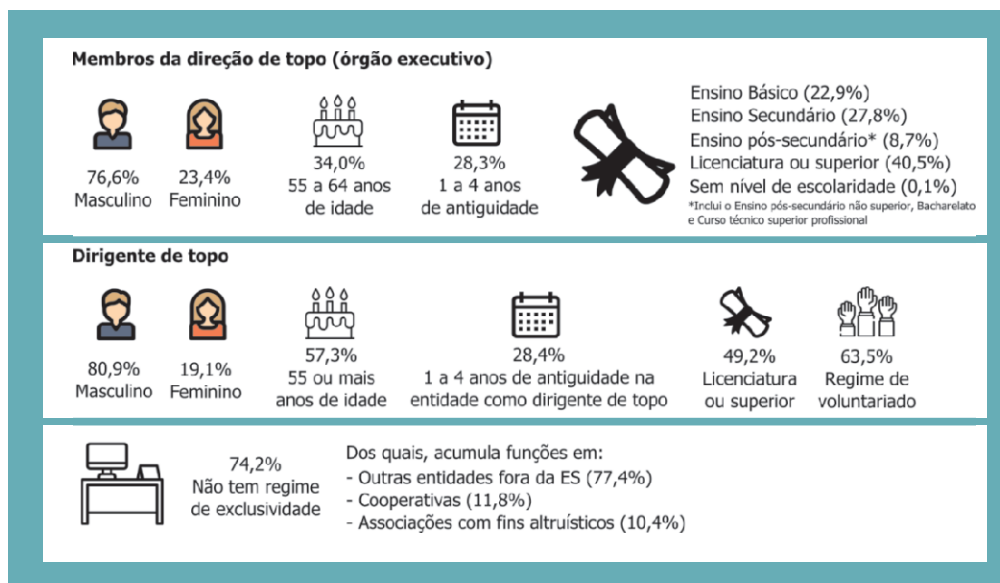 Membros da direção de topo (órgão executivo)
76,6%
Masculino
23,4%
Feminino
34,0%
55 a 64 anos
de idade
28,3%
1 a 4 anos
de antiguidade
Ensino Básico (22,9%)
Ensino Secundário (27,8%)
Ensino pós-secundário* (8,7%)
Licenciatura ou superior (40,5%)
Sem nível de escolaridade (0,1%)
*Inclui o Ensino pós-secundário não superior, Bacharelato
e Curso técnico superior profissional
Dirigente de topo
80,9%
Masculino
19,1%
Feminino
57,3%
55 ou mais
anos de idade
28,4%
1 a 4 anos de antiguidade na
entidade como dirigente de topo
49,2%
Licenciatura
ou superior
63,5%
Regime de
voluntariado
74,2%
Não tem regime
de exclusividade
Dos quais, acumula funções em:
- Outras entidades fora da ES (77,4%)
- Cooperativas (11,8%)
- Associações com fins altruísticos (10,4%)